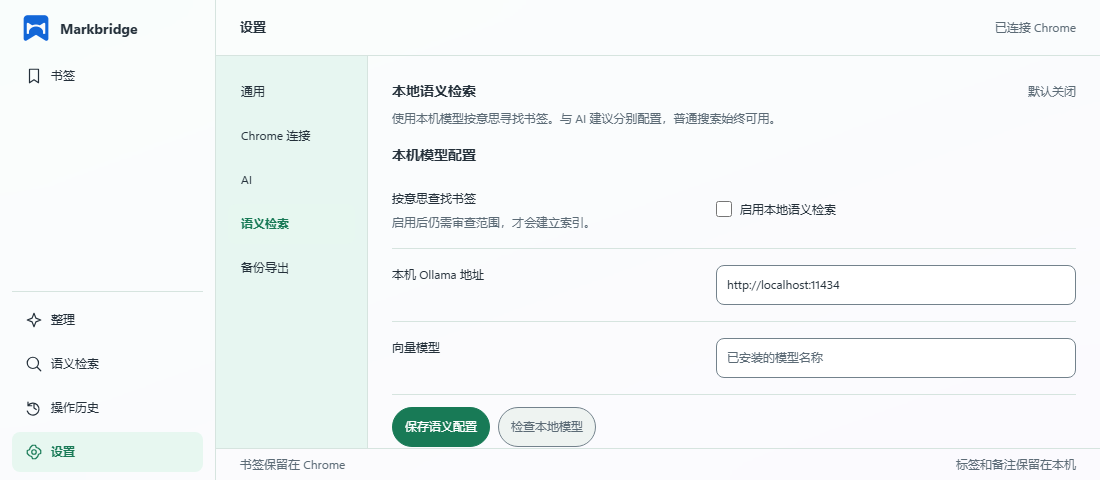 Markbridge
书签
整理
语义检索
操作历史
设置
设置
已连接 Chrome
通用
Chrome 连接
AI
语义检索
备份导出
本地语义检索
默认关闭
使用本机模型按意思寻找书签。与 AI 建议分别配置，普通搜索始终可用。
本机模型配置
按意思查找书签
启用后仍需审查范围，才会建立索引。
启用本地语义检索
本机 Ollama 地址
http://localhost:11434
向量模型
已安装的模型名称
保存语义配置
检查本地模型
书签保留在 Chrome
标签和备注保留在本机